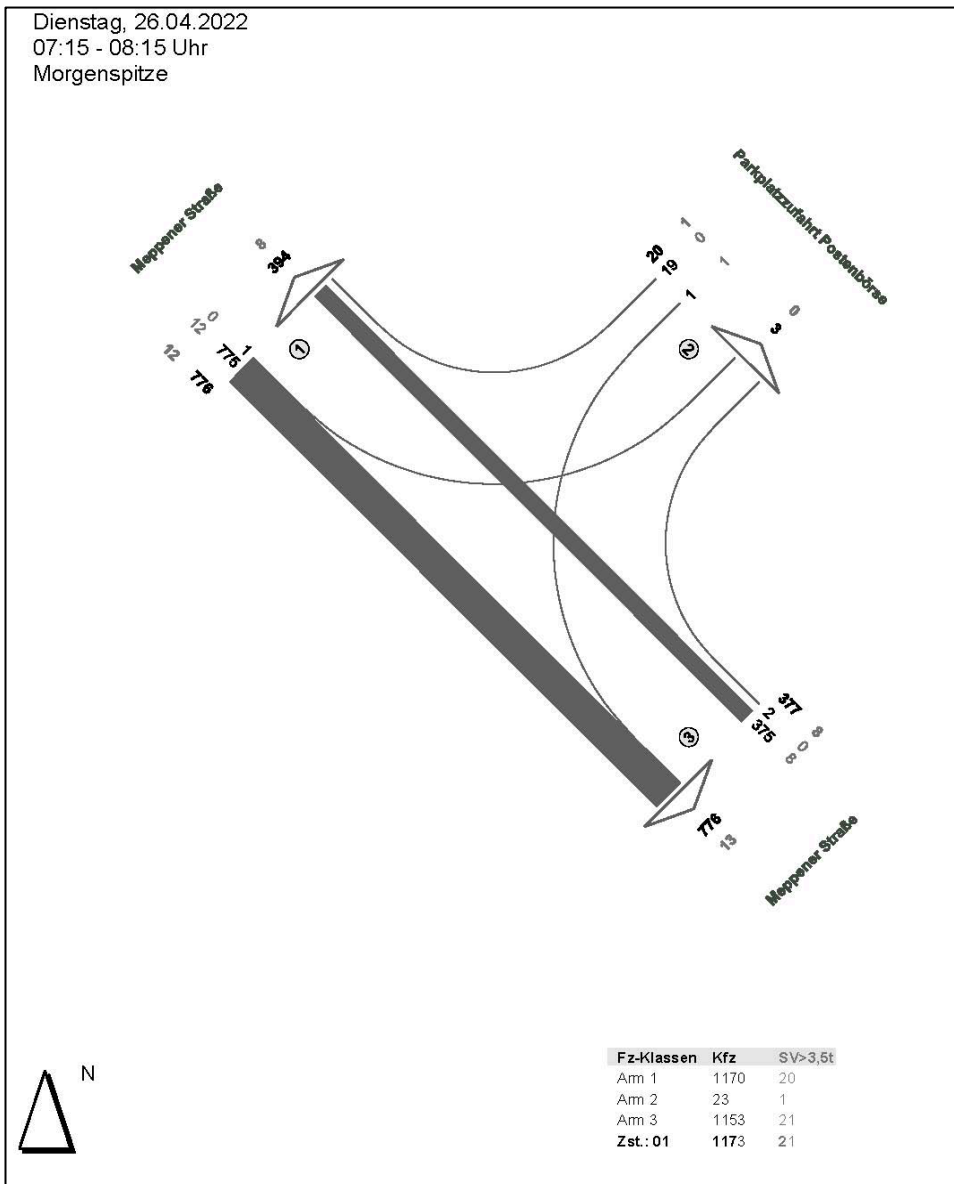 Dienstag, 26.04.2022
07:15 - 08:15 Uhr
Morgenspitze
Parkplatzzufahrt Postenbörse
Meppener Straße
8
394
1
0
1
20
19
1
0
3
0
12
12
1
775
776
1
2
3
377
2
375
8
0
8
776
13
Meppener Straße
N
Fz-Klassen Kfz SV>3,5t
Arm 1 1170 20
Arm 2 23 1
Arm 3 1153 21
Zst.: 01 1173 21